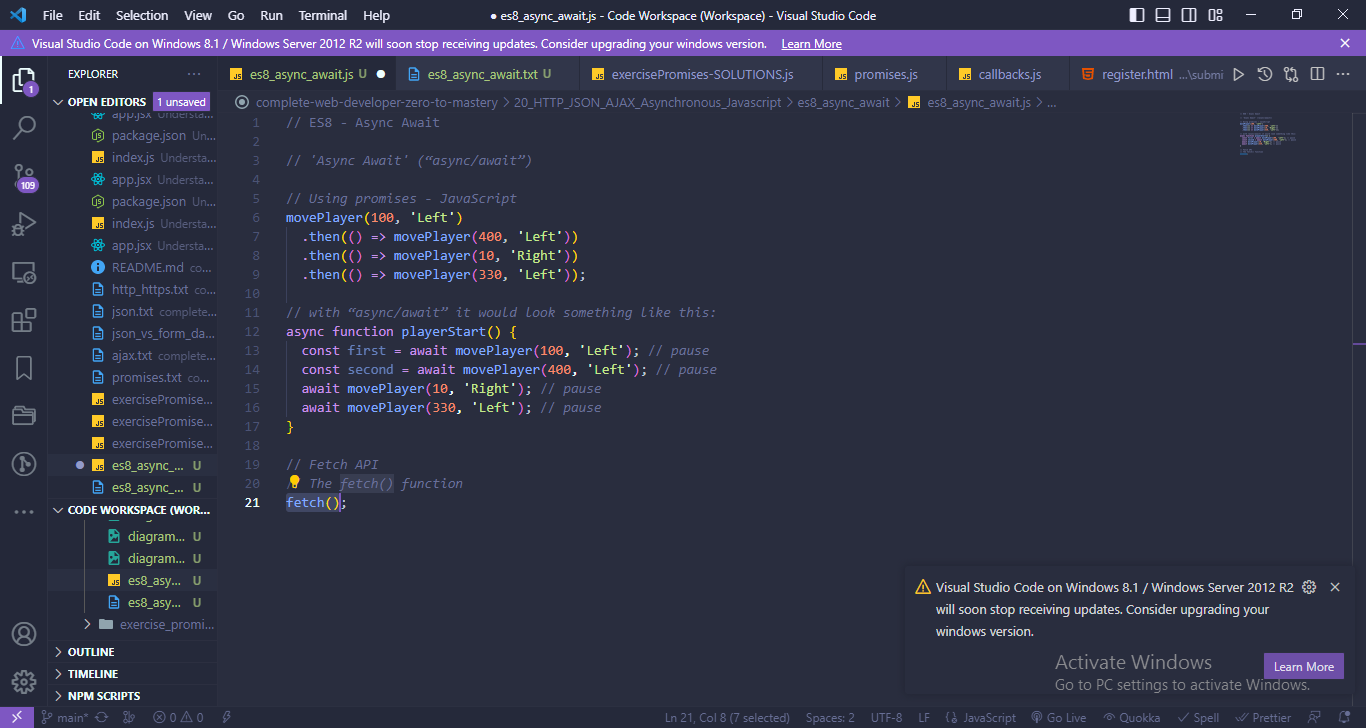 File Edit Selection View Go Run Terminal Help
● es8_async_await.js - Code Workspace (Workspace) - Visual Studio Code
Visual Studio Code on Windows 8.1 / Windows Server 2012 R2 will soon stop receiving updates. Consider upgrading your windows version. Learn More
EXPLORER
es8_async_await.js U
es8_async_await.txt U
exercisePromises-SOLUTIONS.js
promises.js
callbacks.js
register.html ...\submi
1
109
OPEN EDITORS 1 unsaved
app.jsx Understa...
package.json Un...
index.js Understa...
app.jsx Understa...
package.json Un...
index.js Understa...
app.jsx Understa...
README.md co...
http_https.txt co...
json.txt complete...
json_vs_form_da...
ajax.txt complete...
promises.txt co...
exercisePromise...
exercisePromise...
exercisePromise...
es8_async_... U
es8_async_... U
CODE WORKSPACE (WOR...
diagram... U
diagram... U
es8_asy... U
es8_asy... U
exercise_promi...
OUTLINE
TIMELINE
NPM SCRIPTS
complete-web-developer-zero-to-mastery > 20_HTTP_JSON_AJAX_Asynchronous_Javascript > es8_async_await > es8_async_await.js > ...
1 // ES8 - Async Await
2
3 // 'Async Await' (“async/await”)
4
5 // Using promises - JavaScript
6 movePlayer(100, 'Left')
7 .then(() => movePlayer(400, 'Left'))
8 .then(() => movePlayer(10, 'Right'))
9 .then(() => movePlayer(330, 'Left'));
10
11 // with “async/await” it would look something like this:
12 async function playerStart() {
13 const first = await movePlayer(100, 'Left'); // pause
14 const second = await movePlayer(400, 'Left'); // pause
15 await movePlayer(10, 'Right'); // pause
16 await movePlayer(330, 'Left'); // pause
17 }
18
19 // Fetch API
20 // The fetch() function
21 fetch();
Visual Studio Code on Windows 8.1 / Windows Server 2012 R2
will soon stop receiving updates. Consider upgrading your
windows version.
Learn More
Activate Windows
Go to PC settings to activate Windows.
main* 0 0
Ln 21, Col 8 (7 selected) Spaces: 2 UTF-8 LF JavaScript Go Live Quokka Spell Prettier